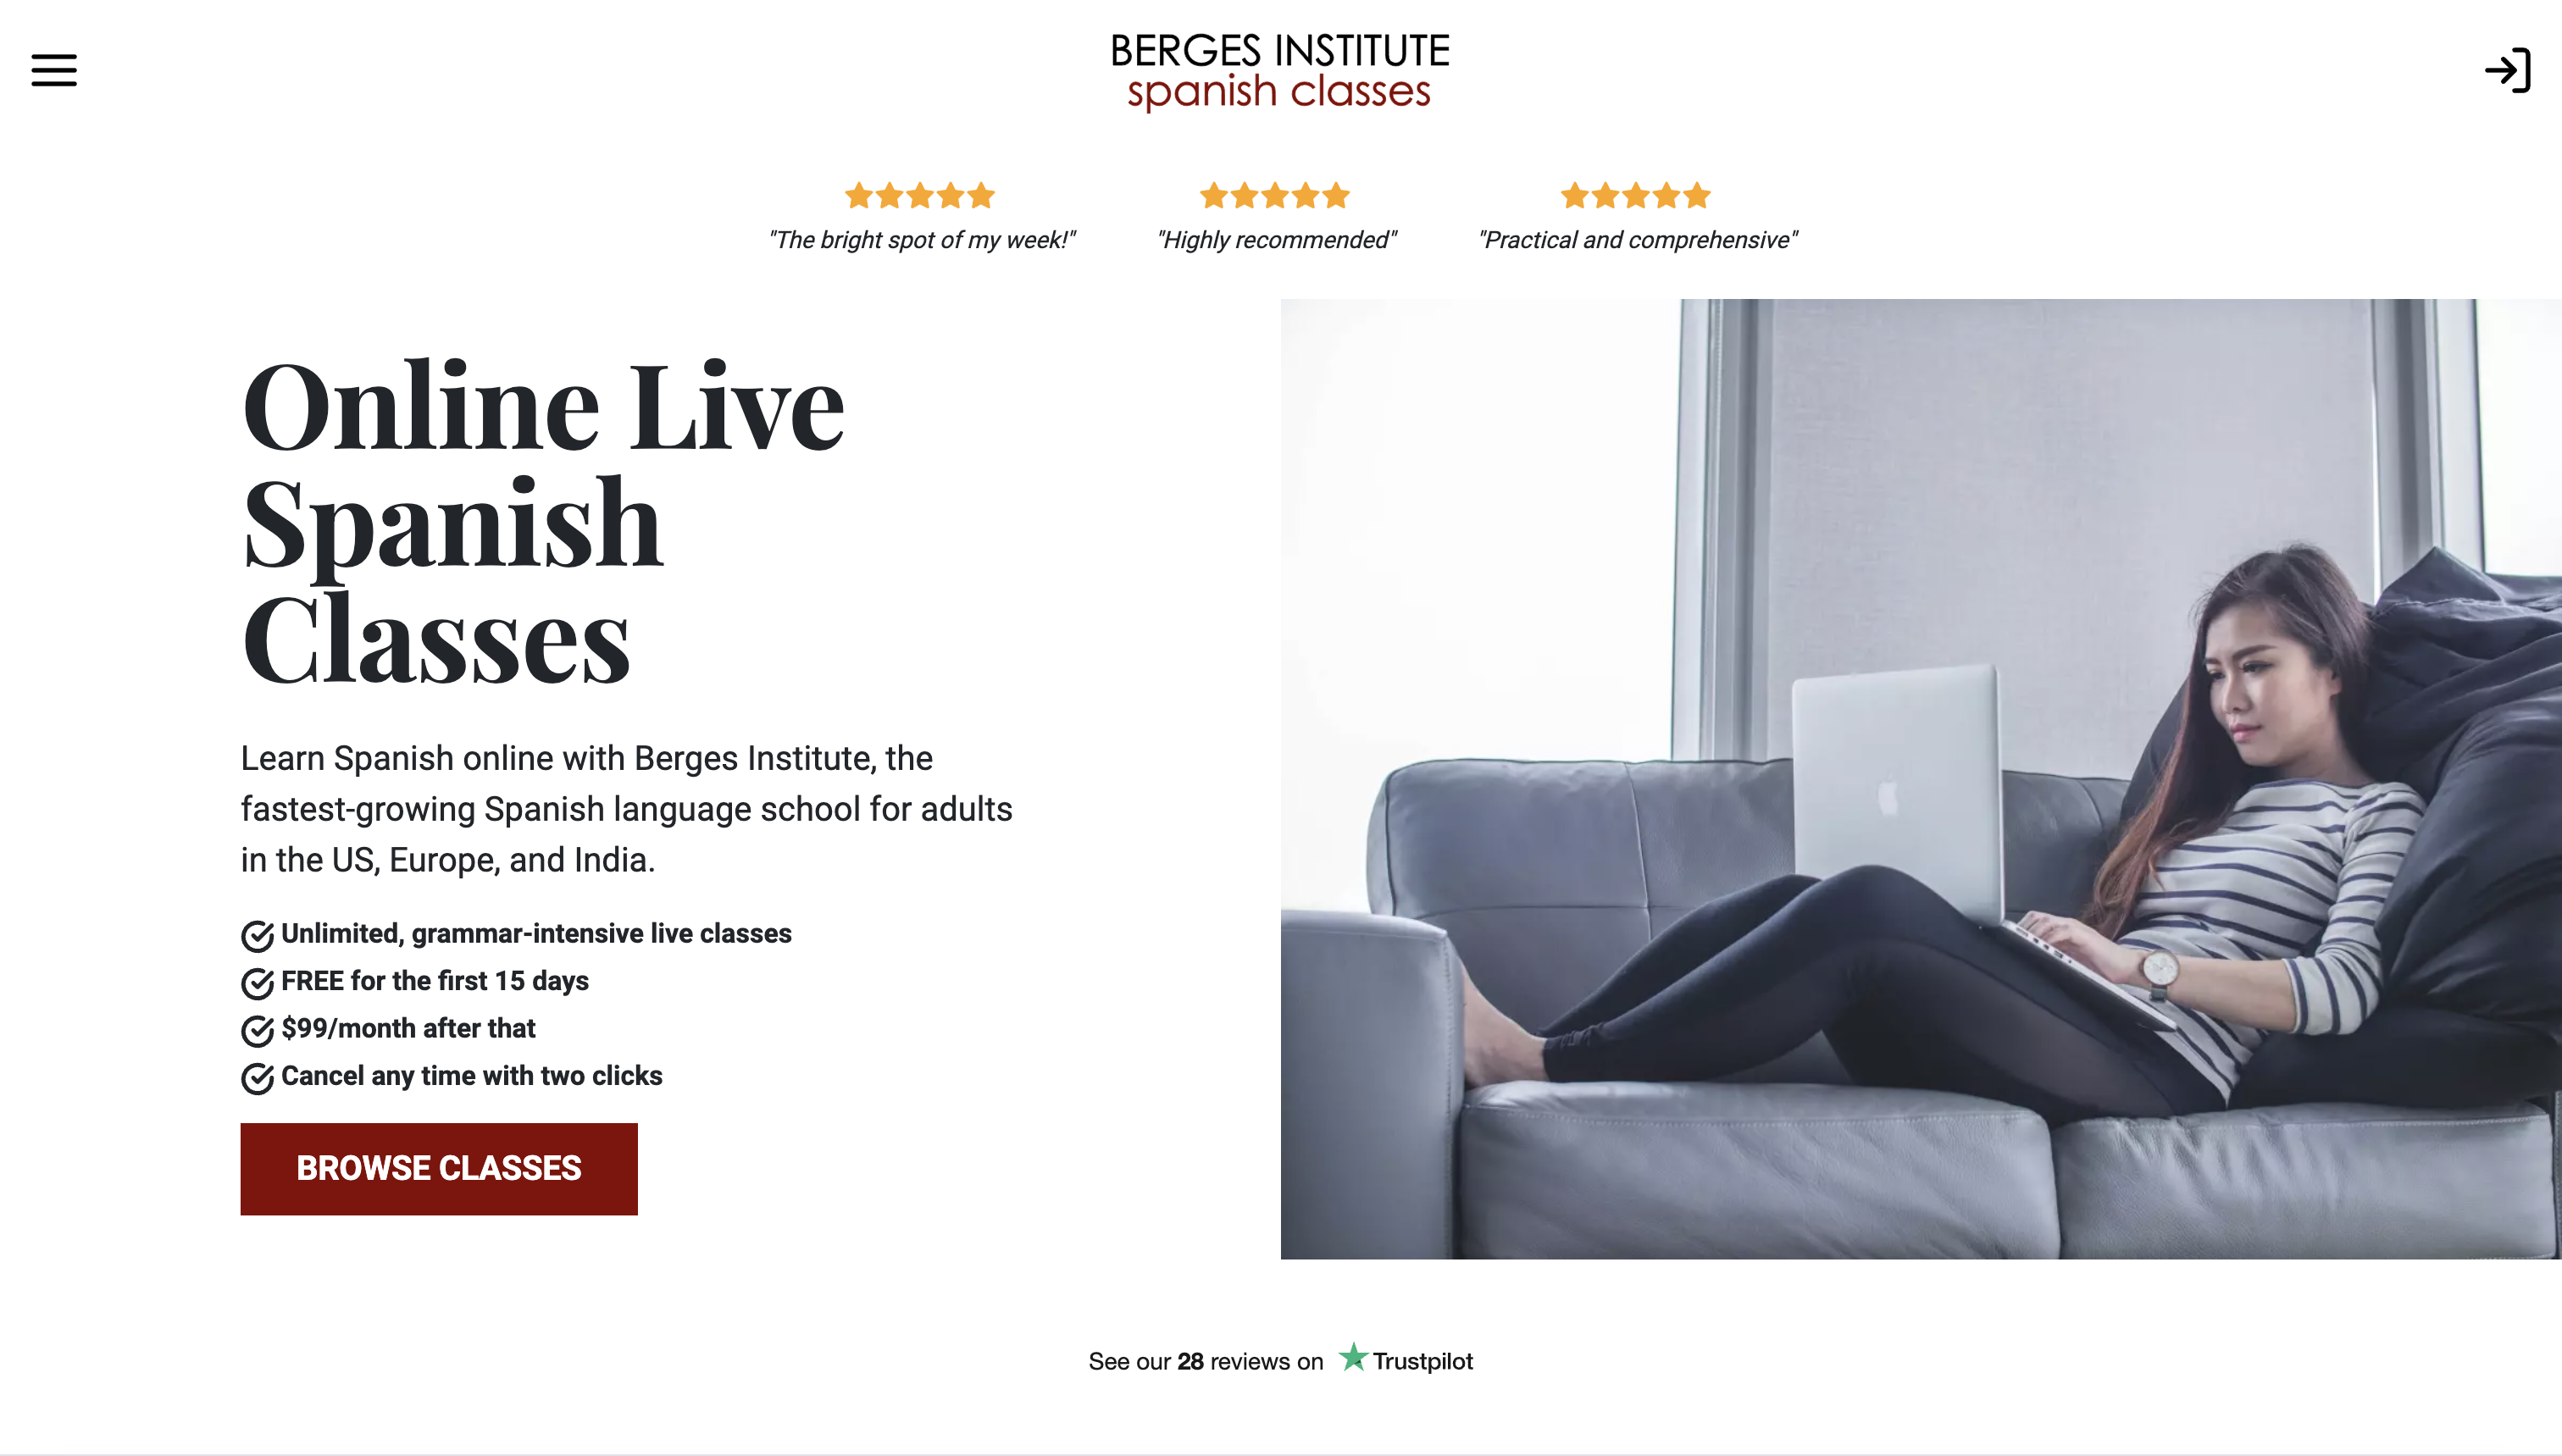 BERGES INSTITUTE
spanish classes
"The bright spot of my week!"
"Highly recommended"
"Practical and comprehensive"
Online Live
Spanish
Classes
Learn Spanish online with Berges Institute, the
fastest-growing Spanish language school for adults
in the US, Europe, and India.
Unlimited, grammar-intensive live classes
FREE for the first 15 days
$99/month after that
Cancel any time with two clicks
BROWSE CLASSES
See our 28 reviews on Trustpilot